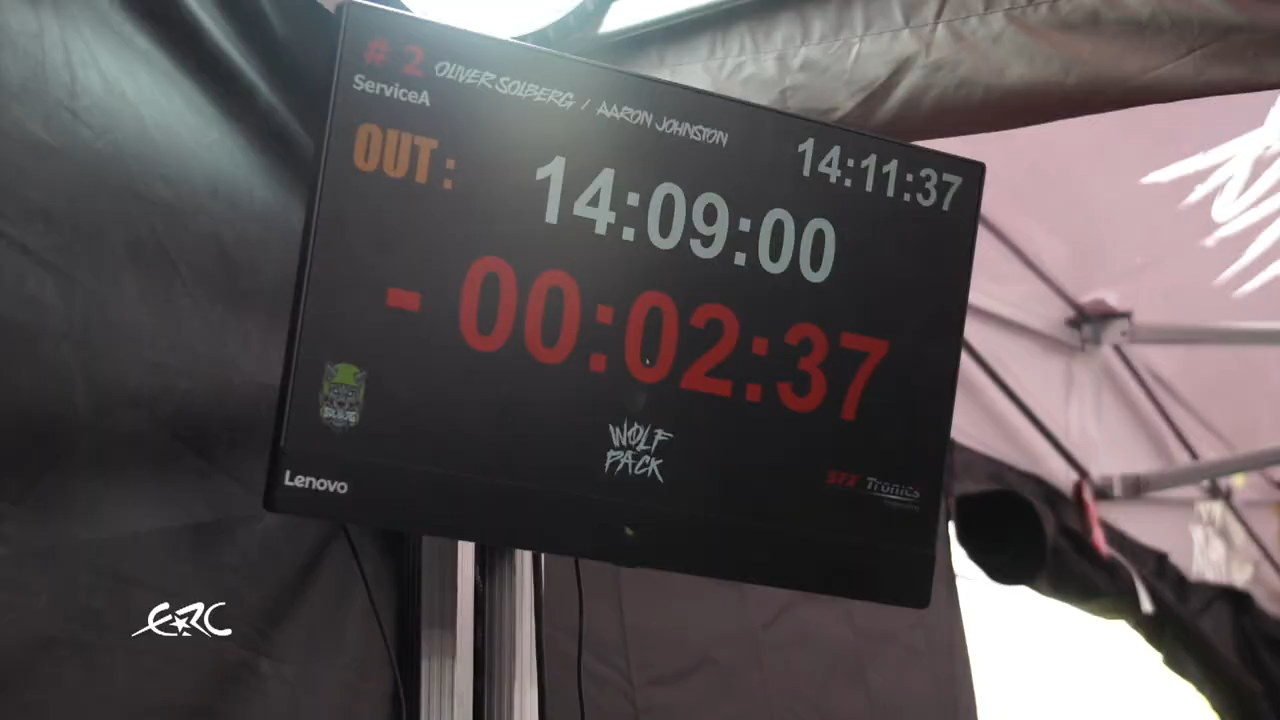 # 2 OLIVER SOLBERG / AARON JOHNSTON
ServiceA
14:11:37
OUT: 14:09:00
- 00:02:37
SOLBERG
WOLF
PACK
Lenovo
Tronics
ERC